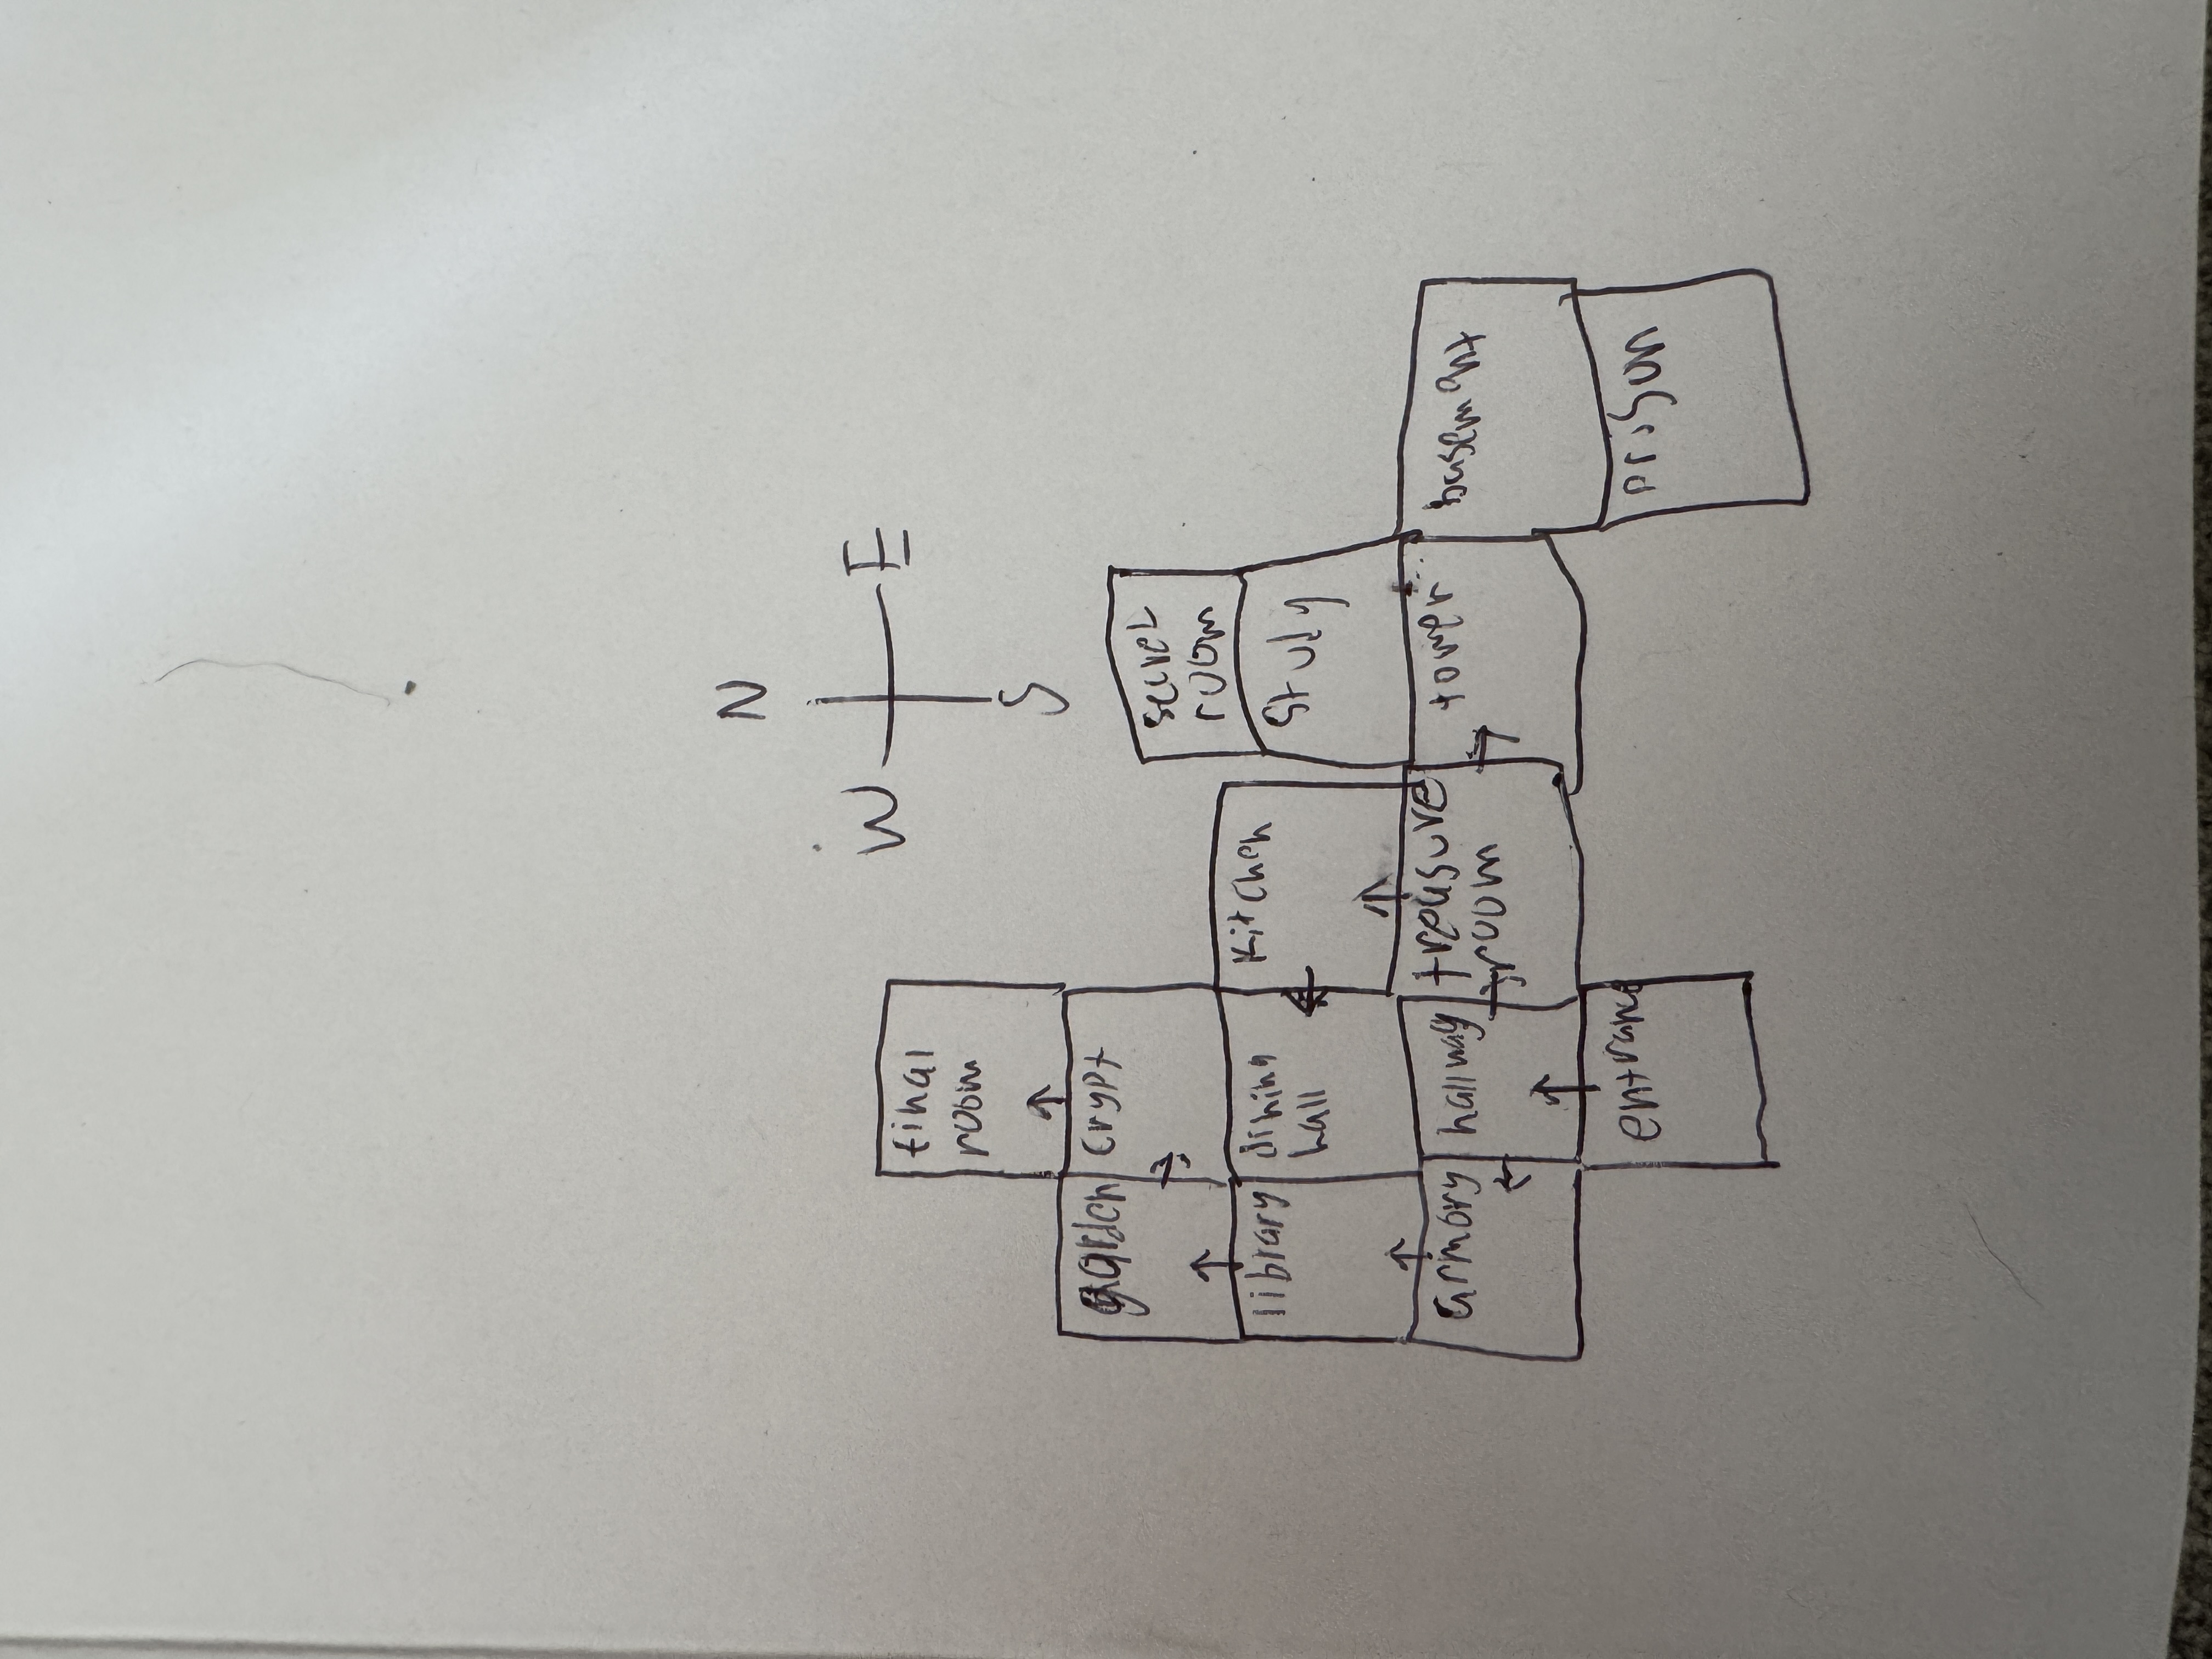 N
W E
S
final
room
garden
crypt
secret
room
library
dining
hall
kitchen
study
armory
hallway
treasure
room
tower
basement
entrance
prison